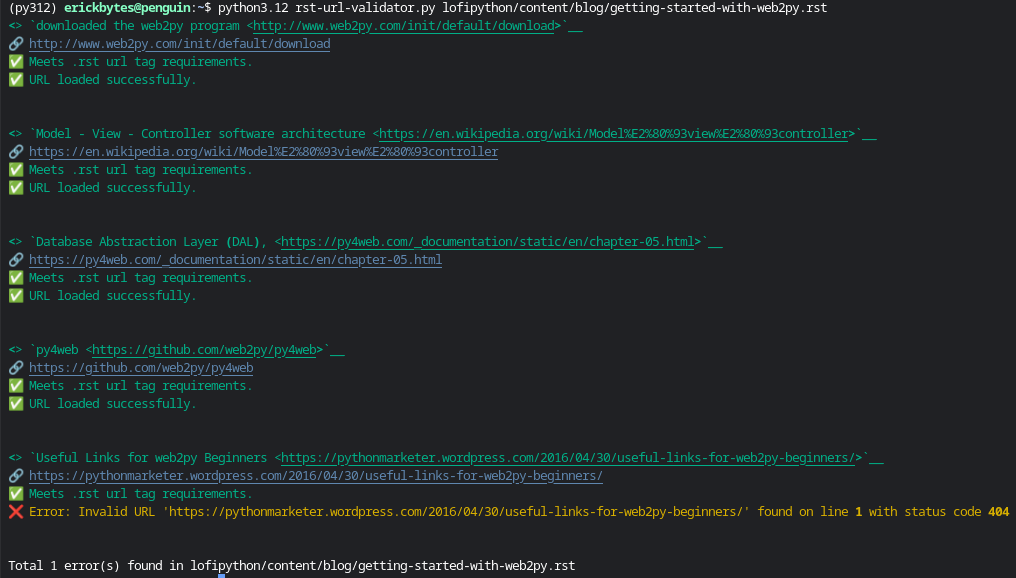 (py312) erickbytes@penguin:~$ python3.12 rst-url-validator.py lofipython/content/blog/getting-started-with-web2py.rst
<> `downloaded the web2py program <http://www.web2py.com/init/default/download>`__
🔗 http://www.web2py.com/init/default/download
✅ Meets .rst url tag requirements.
✅ URL loaded successfully.
<> `Model - View - Controller software architecture <https://en.wikipedia.org/wiki/Model%E2%80%93view%E2%80%93controller>`__
🔗 https://en.wikipedia.org/wiki/Model%E2%80%93view%E2%80%93controller
✅ Meets .rst url tag requirements.
✅ URL loaded successfully.
<> `Database Abstraction Layer (DAL), <https://py4web.com/_documentation/static/en/chapter-05.html>`__
🔗 https://py4web.com/_documentation/static/en/chapter-05.html
✅ Meets .rst url tag requirements.
✅ URL loaded successfully.
<> `py4web <https://github.com/web2py/py4web>`__
🔗 https://github.com/web2py/py4web
✅ Meets .rst url tag requirements.
✅ URL loaded successfully.
<> `Useful Links for web2py Beginners <https://pythonmarketer.wordpress.com/2016/04/30/useful-links-for-web2py-beginners/>`__
🔗 https://pythonmarketer.wordpress.com/2016/04/30/useful-links-for-web2py-beginners/
✅ Meets .rst url tag requirements.
❌ Error: Invalid URL 'https://pythonmarketer.wordpress.com/2016/04/30/useful-links-for-web2py-beginners/' found on line 1 with status code 404
Total 1 error(s) found in lofipython/content/blog/getting-started-with-web2py.rst